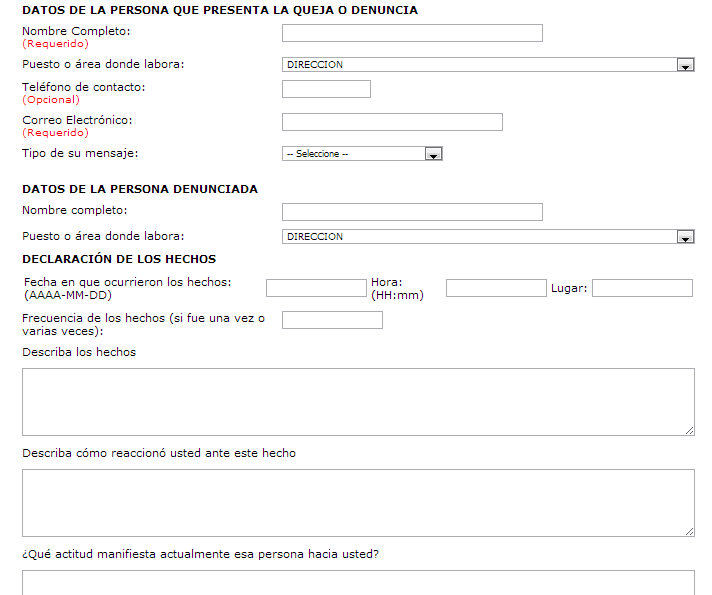 DATOS DE LA PERSONA QUE PRESENTA LA QUEJA O DENUNCIA
Nombre Completo:
(Requerido)
Puesto o área donde labora: DIRECCION
Teléfono de contacto:
(Opcional)
Correo Electrónico:
(Requerido)
Tipo de su mensaje: -- Seleccione --
DATOS DE LA PERSONA DENUNCIADA
Nombre completo:
Puesto o área donde labora: DIRECCION
DECLARACIÓN DE LOS HECHOS
Fecha en que ocurrieron los hechos: Hora: Lugar:
(AAAA-MM-DD) (HH:mm)
Frecuencia de los hechos (si fue una vez o
varias veces):
Describa los hechos
Describa cómo reaccionó usted ante este hecho
¿Qué actitud manifiesta actualmente esa persona hacia usted?